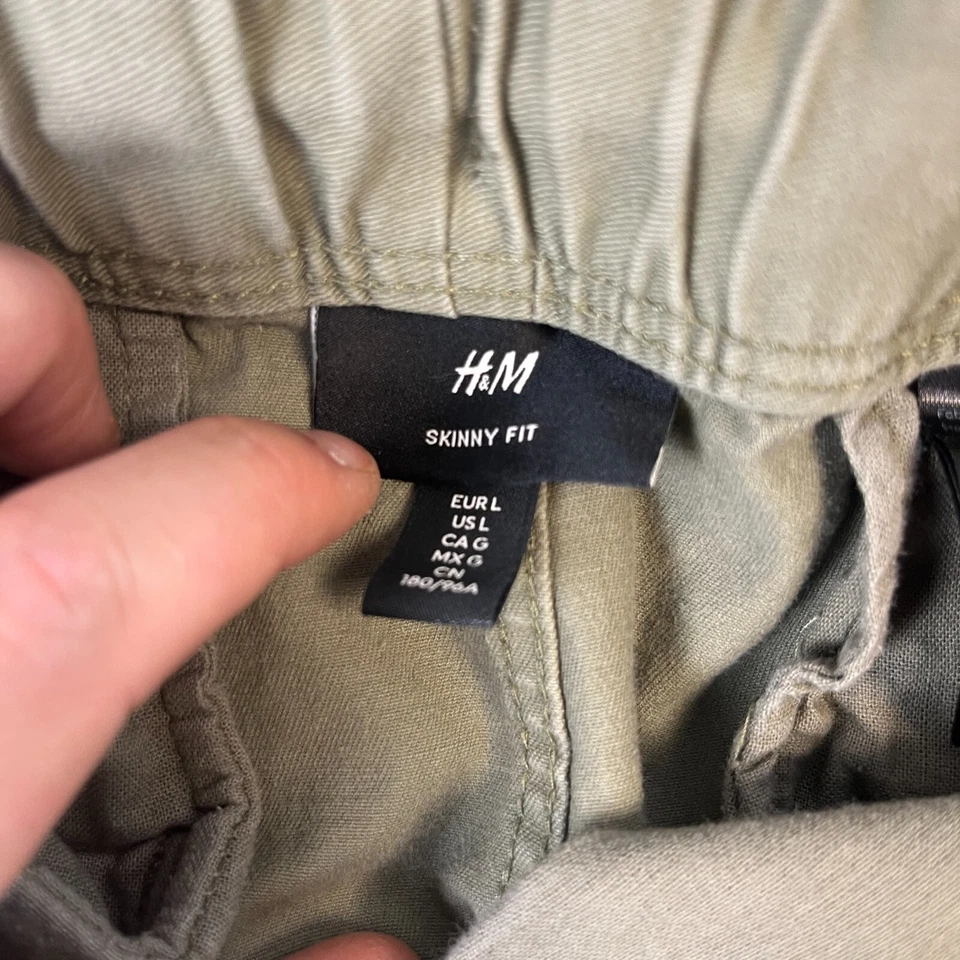 H&M
SKINNY FIT
EUR L
US L
CA G
MX G
CN
180/96A